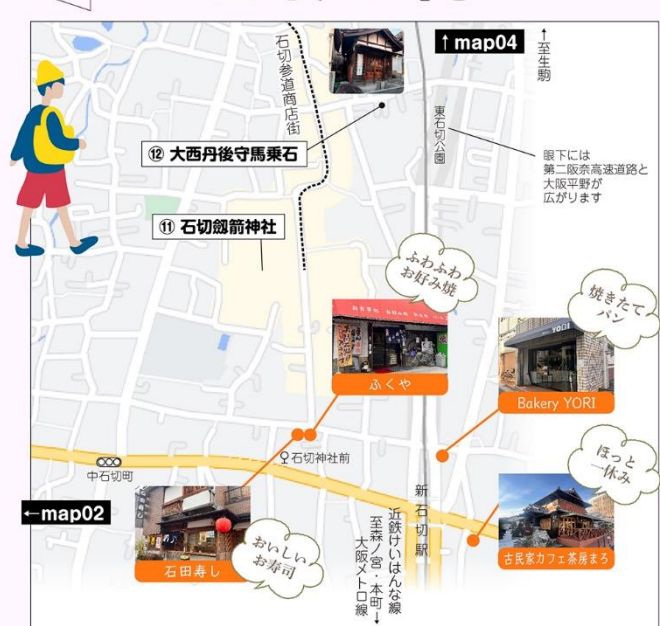 ↑map04
↑至生駒
石切参道商店街
東石切公園
⑫ 大西丹後守馬乗石
眼下には
第二阪奈高速道路と
大阪平野が
広がります
⑪ 石切劔箭神社
ふわふわ
お好み焼
ふくや
焼きたて
パン
YORI
Bakery YORI
石切神社前
中石切町
←map02
おいしい
お寿司
石田寿し
新石切駅
近鉄けいはんな線
至森ノ宮・本町→
大阪メトロ線
ほっと
一休み
古民家カフェ茶房まろ